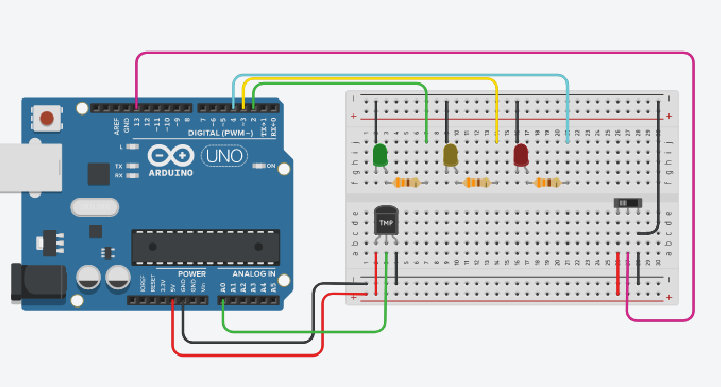 AREF
GND
13
12
~11
~10
~9
8
7
~6
~5
4
~3
2
TX→1
RX←0
DIGITAL (PWM~)
L
TX
RX
ARDUINO
UNO
ON
POWER
ANALOG IN
IOREF
RESET
3.3V
5V
GND
GND
Vin
A0
A1
A2
A3
A4
A5
TMP